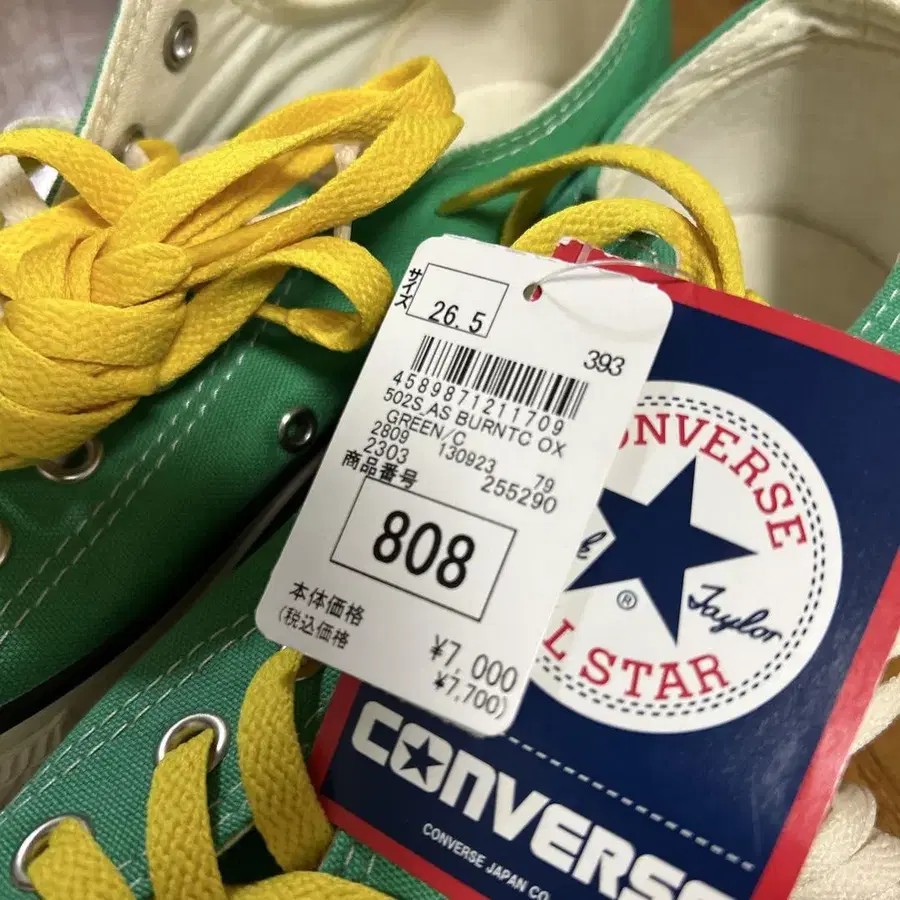 サイズ
26.5
393
4589871211709
502S AS BURNTC OX
GREEN/C
2809 130923 79
2303 255290
商品番号
808
本体価格 ¥7,000
(税込価格 ¥7,700)
CONVERSE
Taylor
ALL STAR
®
CONVERSE
CONVERSE JAPAN CO